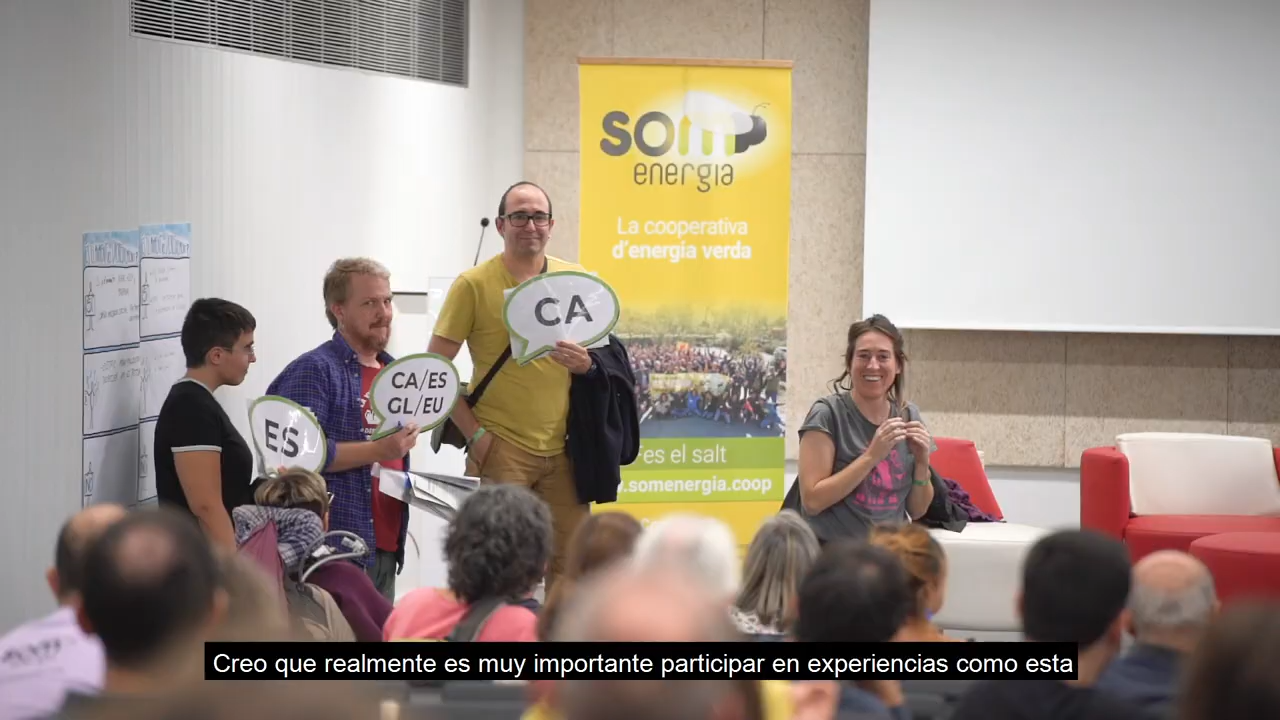 som
energia
La cooperativa
d'energia verda
CA
CA/ES
GL/EU
ES
Fes el salt
.somenergia.coop
Creo que realmente es muy importante participar en experiencias como esta